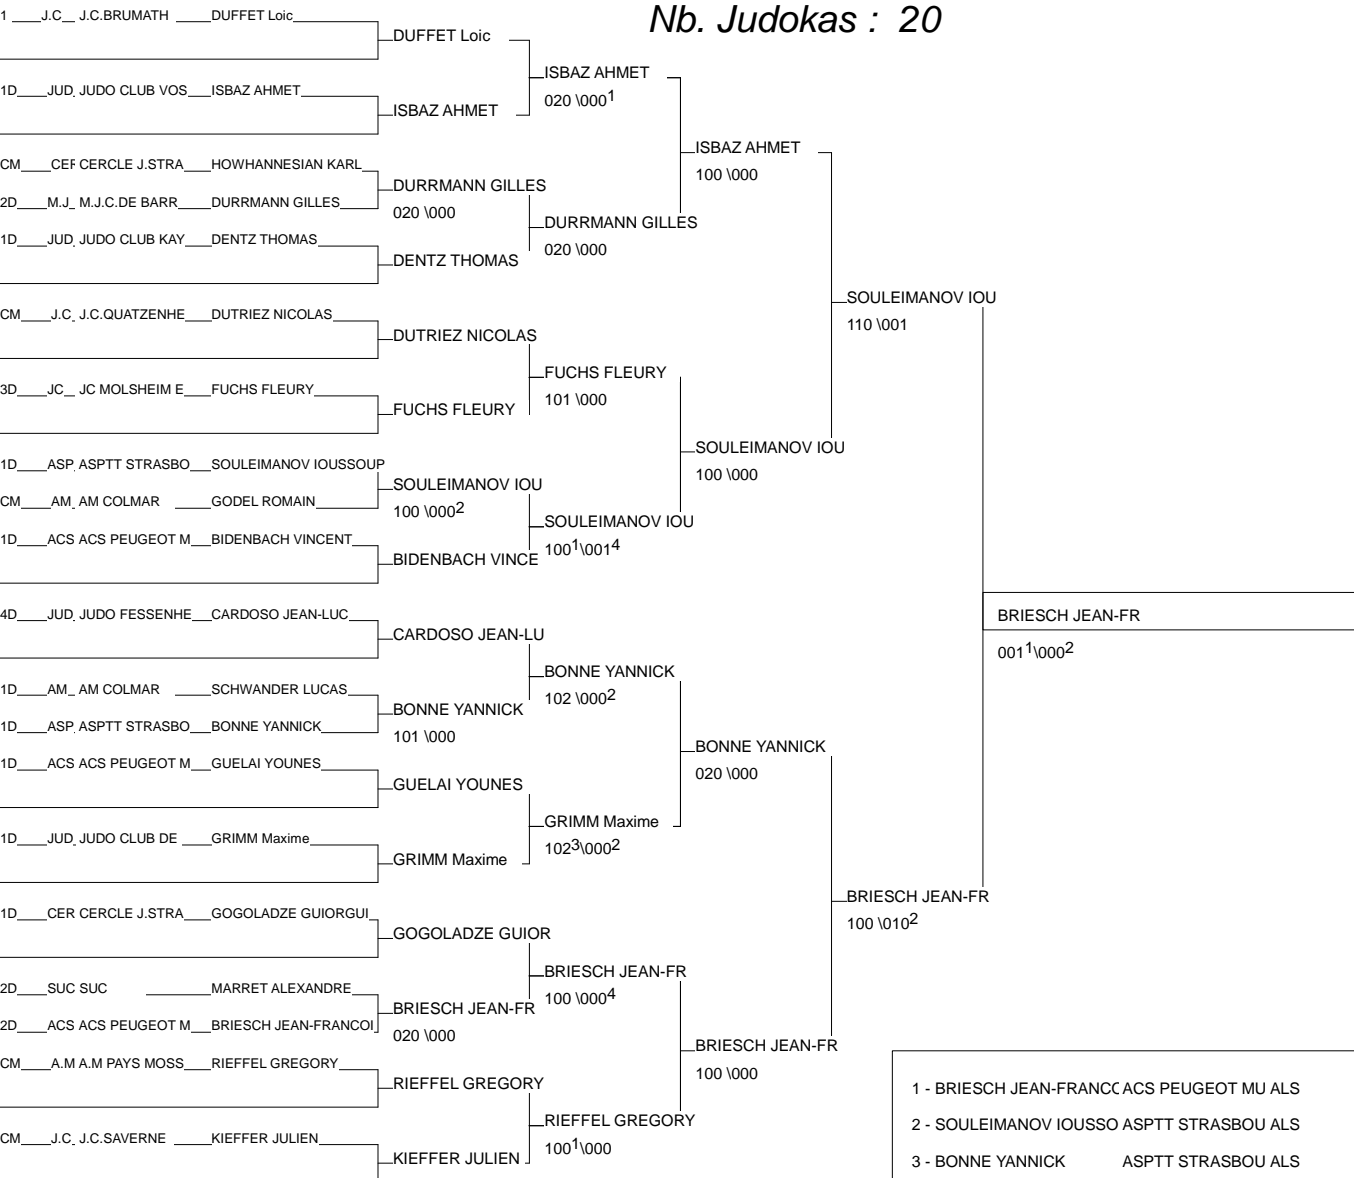 Nb. Judokas : 20
1 J.C J.C.BRUMATH DUFFET Loic
1D JUD JUDO CLUB VOS ISBAZ AHMET
CM CER CERCLE J.STRA HOWHANNESIAN KARL
2D M.J M.J.C.DE BARR DURRMANN GILLES
1D JUD JUDO CLUB KAY DENTZ THOMAS
CM J.C J.C.QUATZENHE DUTRIEZ NICOLAS
3D JC JC MOLSHEIM E FUCHS FLEURY
1D ASP ASPTT STRASBO SOULEIMANOV IOUSSOUP
CM AM AM COLMAR GODEL ROMAIN
1D ACS ACS PEUGEOT M BIDENBACH VINCENT
4D JUD JUDO FESSENHE CARDOSO JEAN-LUC
1D AM AM COLMAR SCHWANDER LUCAS
1D ASP ASPTT STRASBO BONNE YANNICK
1D ACS ACS PEUGEOT M GUELAI YOUNES
1D JUD JUDO CLUB DE GRIMM Maxime
1D CER CERCLE J.STRA GOGOLADZE GUIORGUI
2D SUC SUC MARRET ALEXANDRE
2D ACS ACS PEUGEOT M BRIESCH JEAN-FRANCOI
CM A.M A.M PAYS MOSS RIEFFEL GREGORY
CM J.C J.C.SAVERNE KIEFFER JULIEN
DUFFET Loic
ISBAZ AHMET
DURRMANN GILLES
020 \000
DENTZ THOMAS
DUTRIEZ NICOLAS
FUCHS FLEURY
SOULEIMANOV IOU
100 \000²
BIDENBACH VINCE
CARDOSO JEAN-LU
BONNE YANNICK
101 \000
GUELAI YOUNES
GRIMM Maxime
GOGOLADZE GUIOR
BRIESCH JEAN-FR
020 \000
RIEFFEL GREGORY
KIEFFER JULIEN
ISBAZ AHMET
020 \000¹
DURRMANN GILLES
020 \000
FUCHS FLEURY
101 \000
SOULEIMANOV IOU
100¹\001⁴
BONNE YANNICK
102 \000²
GRIMM Maxime
102³\000²
BRIESCH JEAN-FR
100 \000⁴
RIEFFEL GREGORY
100¹\000
ISBAZ AHMET
100 \000
SOULEIMANOV IOU
100 \000
BONNE YANNICK
020 \000
BRIESCH JEAN-FR
100 \000
SOULEIMANOV IOU
110 \001
BRIESCH JEAN-FR
100 \010²
BRIESCH JEAN-FR
001¹\000²
1 - BRIESCH JEAN-FRANCC ACS PEUGEOT MU ALS
2 - SOULEIMANOV IOUSSO ASPTT STRASBOU ALS
3 - BONNE YANNICK ASPTT STRASBOU ALS